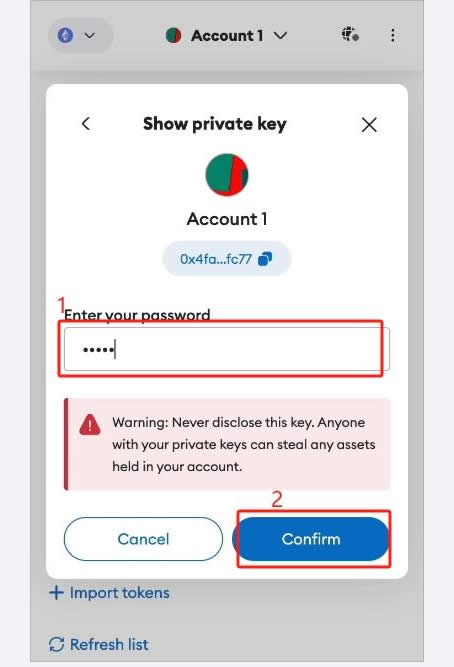 Account 1
Show private key
Account 1
0x4fa...fc77
1
Enter your password
•••••
Warning: Never disclose this key. Anyone
with your private keys can steal any assets
held in your account.
2
Cancel
Confirm
+ Import tokens
Refresh list